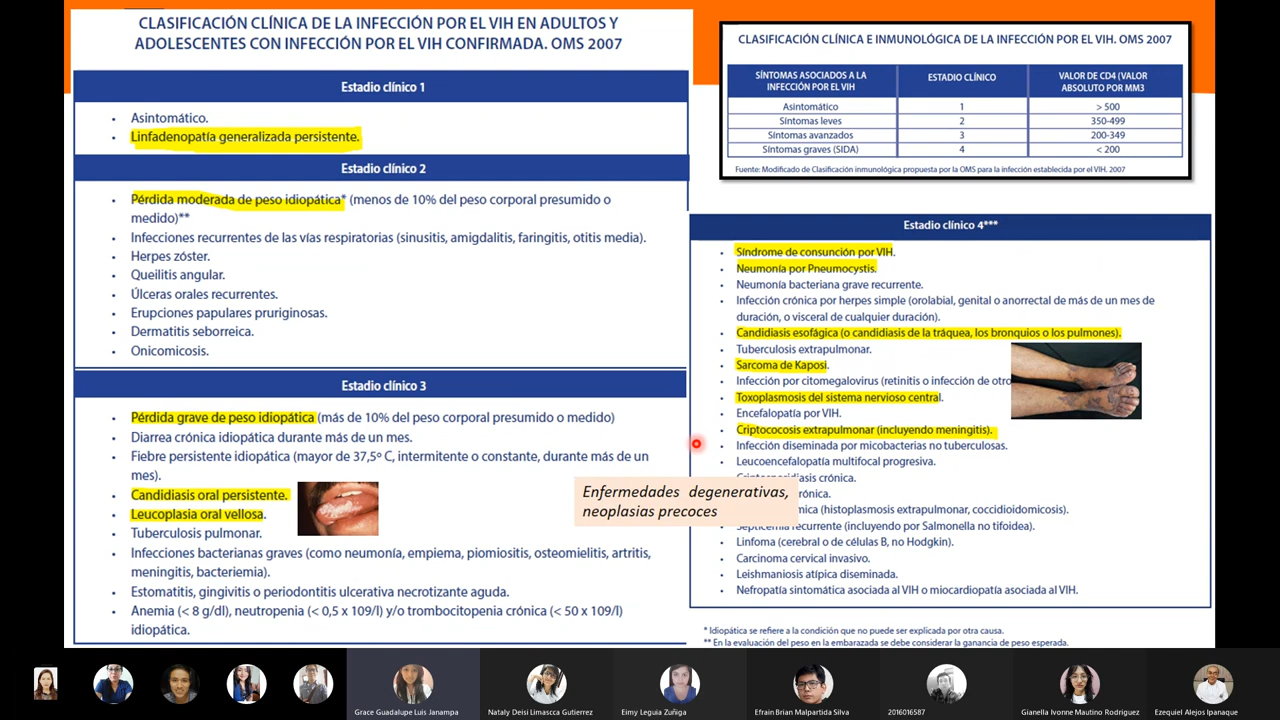 CLASIFICACIÓN CLÍNICA DE LA INFECCIÓN POR EL VIH EN ADULTOS Y
ADOLESCENTES CON INFECCIÓN POR EL VIH CONFIRMADA. OMS 2007
Estadio clínico 1
• Asintomático.
• Linfadenopatía generalizada persistente.
Estadio clínico 2
• Pérdida moderada de peso idiopática* (menos de 10% del peso corporal presumido o
medido)**
• Infecciones recurrentes de las vías respiratorias (sinusitis, amigdalitis, faringitis, otitis media).
• Herpes zóster.
• Queilitis angular.
• Úlceras orales recurrentes.
• Erupciones papulares pruriginosas.
• Dermatitis seborreica.
• Onicomicosis.
Estadio clínico 3
• Pérdida grave de peso idiopática (más de 10% del peso corporal presumido o medido)
• Diarrea crónica idiopática durante más de un mes.
• Fiebre persistente idiopática (mayor de 37,5º C, intermitente o constante, durante más de un
mes).
• Candidiasis oral persistente.
• Leucoplasia oral vellosa.
• Tuberculosis pulmonar.
• Infecciones bacterianas graves (como neumonía, empiema, piomiositis, osteomielitis, artritis,
meningitis, bacteriemia).
• Estomatitis, gingivitis o periodontitis ulcerativa necrotizante aguda.
• Anemia (< 8 g/dl), neutropenia (< 0,5 x 109/l) y/o trombocitopenia crónica (< 50 x 109/l)
idiopática.
CLASIFICACIÓN CLÍNICA E INMUNOLÓGICA DE LA INFECCIÓN POR EL VIH. OMS 2007
SÍNTOMAS ASOCIADOS A LA INFECCIÓN POR EL VIH ESTADIO CLÍNICO VALOR DE CD4 (VALOR ABSOLUTO POR MM3
Asintomático 1 > 500
Síntomas leves 2 350-499
Síntomas avanzados 3 200-349
Síntomas graves (SIDA) 4 < 200
Fuente: Modificado de Clasificación inmunológica propuesta por la OMS para la infección establecida por el VIH. 2007
Estadio clínico 4***
• Síndrome de consunción por VIH.
• Neumonía por Pneumocystis.
• Neumonía bacteriana grave recurrente.
• Infección crónica por herpes simple (orolabial, genital o anorrectal de más de un mes de
duración, o visceral de cualquier duración).
• Candidiasis esofágica (o candidiasis de la tráquea, los bronquios o los pulmones).
• Tuberculosis extrapulmonar.
• Sarcoma de Kaposi.
• Infección por citomegalovirus (retinitis o infección de otro
• Toxoplasmosis del sistema nervioso central.
• Encefalopatía por VIH.
• Criptococosis extrapulmonar (incluyendo meningitis).
• Infección diseminada por micobacterias no tuberculosas.
• Leucoencefalopatía multifocal progresiva.
crónica.
crónica.
(histoplasmosis extrapulmonar, coccidioidomicosis).
• Septicemia recurrente (incluyendo por Salmonella no tifoidea).
• Linfoma (cerebral o de células B, no Hodgkin).
• Carcinoma cervical invasivo.
• Leishmaniosis atípica diseminada.
• Nefropatía sintomática asociada al VIH o miocardiopatía asociada al VIH.
Enfermedades degenerativas,
neoplasias precoces
* Idiopática se refiere a la condición que no puede ser explicada por otra causa.
** En la evaluación del peso en la embarazada se debe considerar la ganancia de peso esperada.
Grace Guadalupe Luis Janampa
Nataly Deisi Limascca Gutierrez
Eimy Leguia Zuñiga
Efrain Brian Malpartida Silva
2016016587
Gianella Ivonne Mautino Rodriguez
Ezequiel Alejos Ipanaque